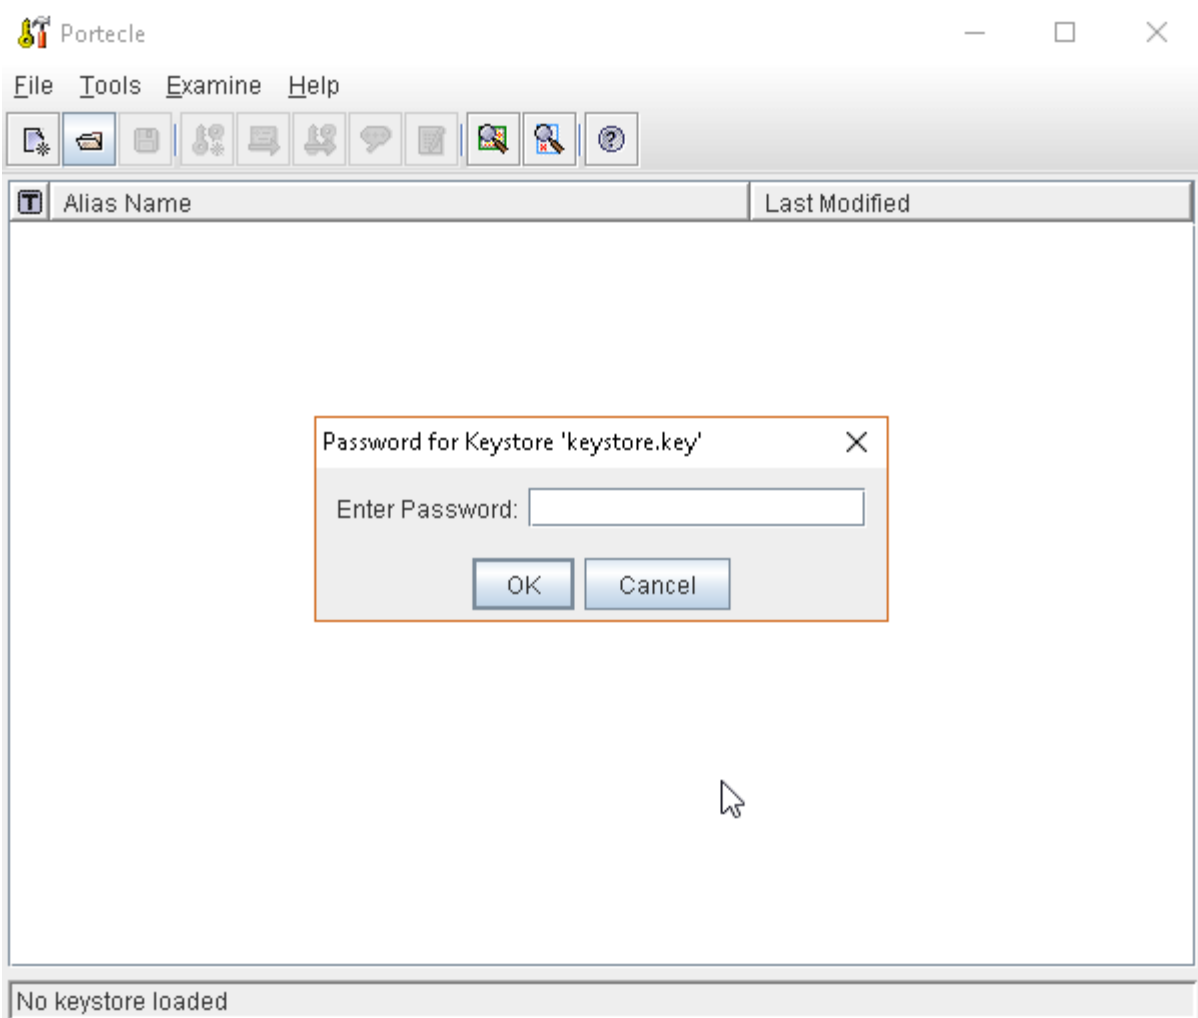 Portecle
File Tools Examine Help
T Alias Name Last Modified
Password for Keystore 'keystore.key'
Enter Password:
OK Cancel
No keystore loaded